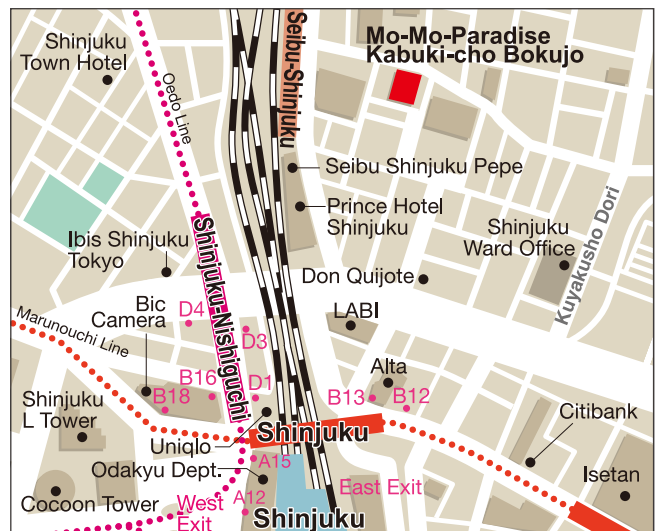 Shinjuku
Town Hotel
Oedo Line
Seibu-Shinjuku
Mo-Mo-Paradise
Kabuki-cho Bokujo
Seibu Shinjuku Pepe
Prince Hotel
Shinjuku
Shinjuku
Ward Office
Kuyakusho Dori
Ibis Shinjuku
Tokyo
Shinjuku-Nishiguchi
Don Quijote
Bic
Camera
D4
D3
LABI
Marunouchi Line
Alta
B16
D1
B18
B13
B12
Shinjuku
L Tower
Citibank
Uniqlo
Shinjuku
Odakyu Dept.
A15
Isetan
Cocoon Tower
West
Exit
A12
East Exit
Shinjuku